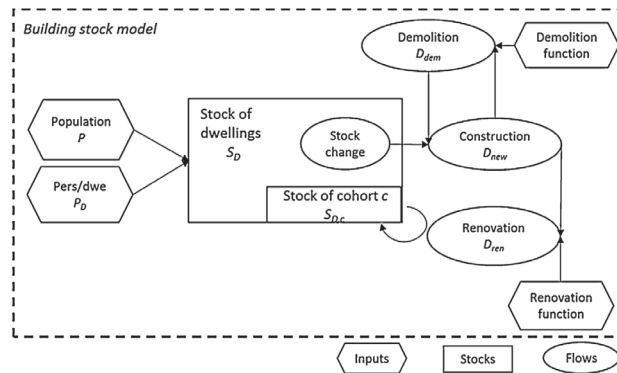 Building stock model
Demolition
D_dem
Demolition
function
Population
P
Stock of
dwellings
S_D
Stock
change
Construction
D_new
Pers/dwe
P_D
Stock of cohort c
S_D,c
Renovation
D_ren
Renovation
function
Inputs
Stocks
Flows